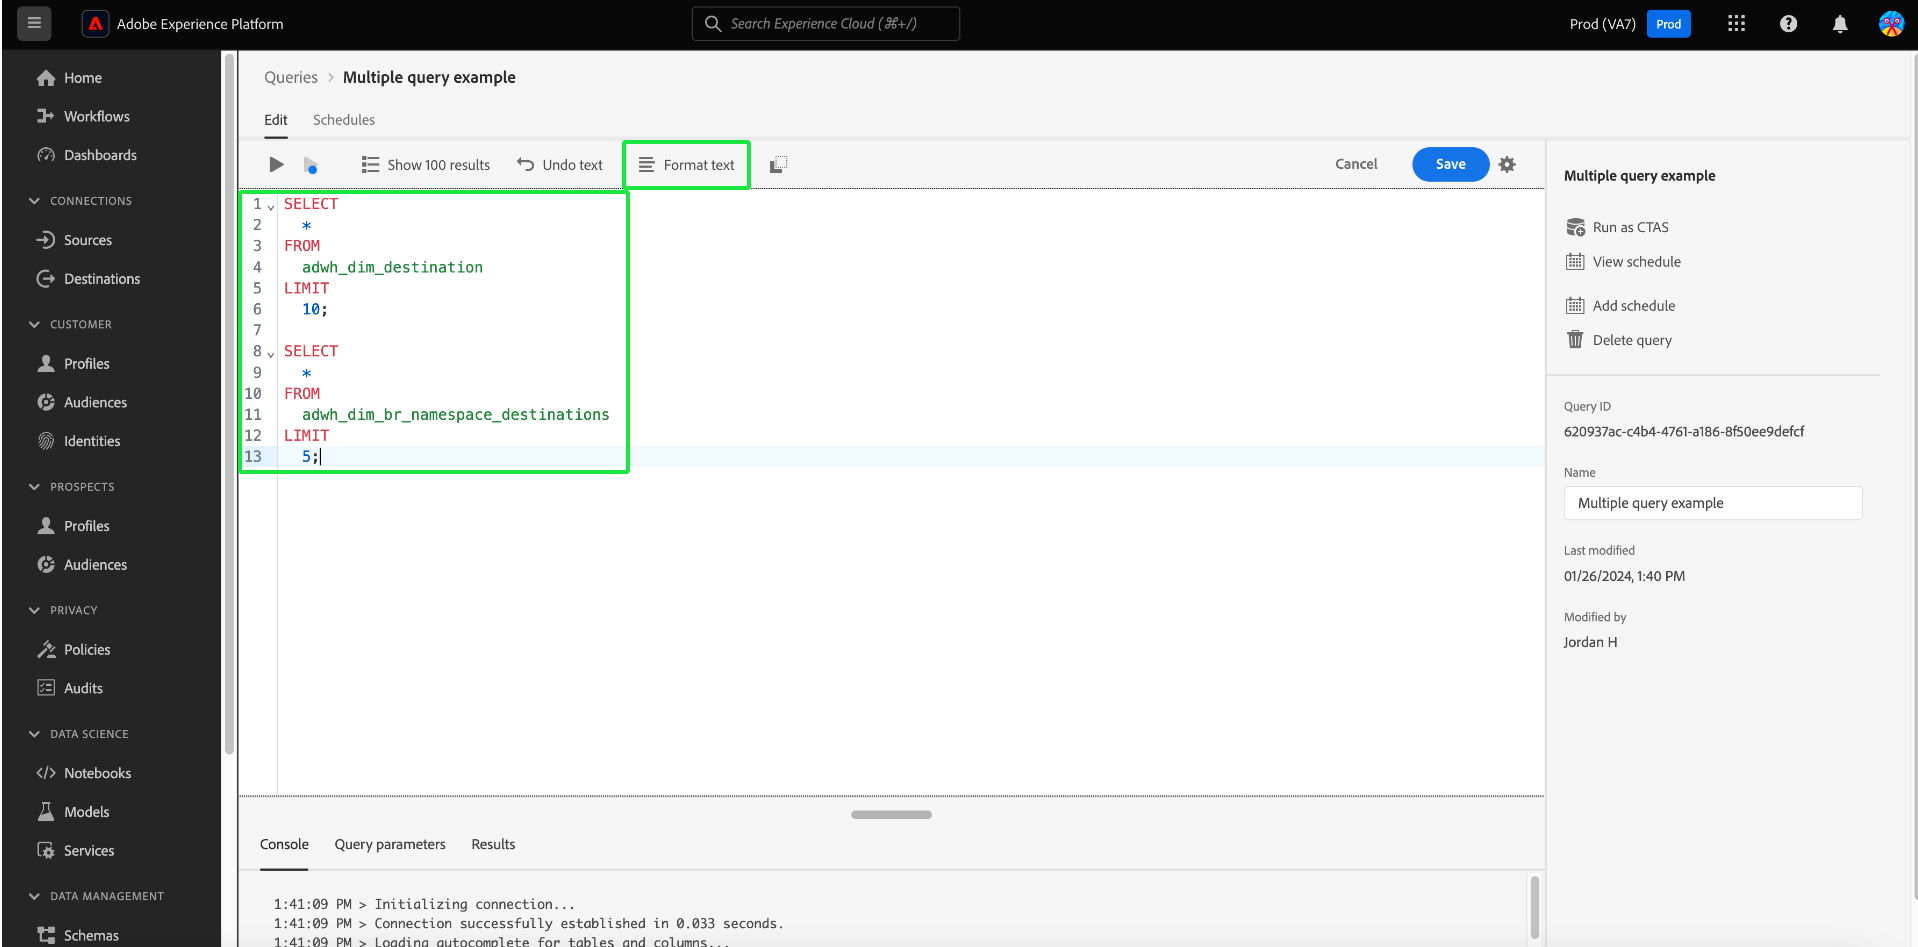 Adobe Experience Platform
Search Experience Cloud (⌘+/)
Prod (VA7)
Prod
Home
Workflows
Dashboards
CONNECTIONS
Sources
Destinations
CUSTOMER
Profiles
Audiences
Identities
PROSPECTS
Profiles
Audiences
PRIVACY
Policies
Audits
DATA SCIENCE
Notebooks
Models
Services
DATA MANAGEMENT
Schemas
Queries > Multiple query example
Edit Schedules
Show 100 results Undo text Format text Cancel Save
1 SELECT
2 *
3 FROM
4 adwh_dim_destination
5 LIMIT
6 10;
7
8 SELECT
9 *
10 FROM
11 adwh_dim_br_namespace_destinations
12 LIMIT
13 5;
Console Query parameters Results
1:41:09 PM > Initializing connection...
1:41:09 PM > Connection successfully established in 0.033 seconds.
1:41:09 PM > Loading autocomplete for tables and columns...
Multiple query example
Run as CTAS
View schedule
Add schedule
Delete query
Query ID
620937ac-c4b4-4761-a186-8f50ee9defcf
Name
Multiple query example
Last modified
01/26/2024, 1:40 PM
Modified by
Jordan H